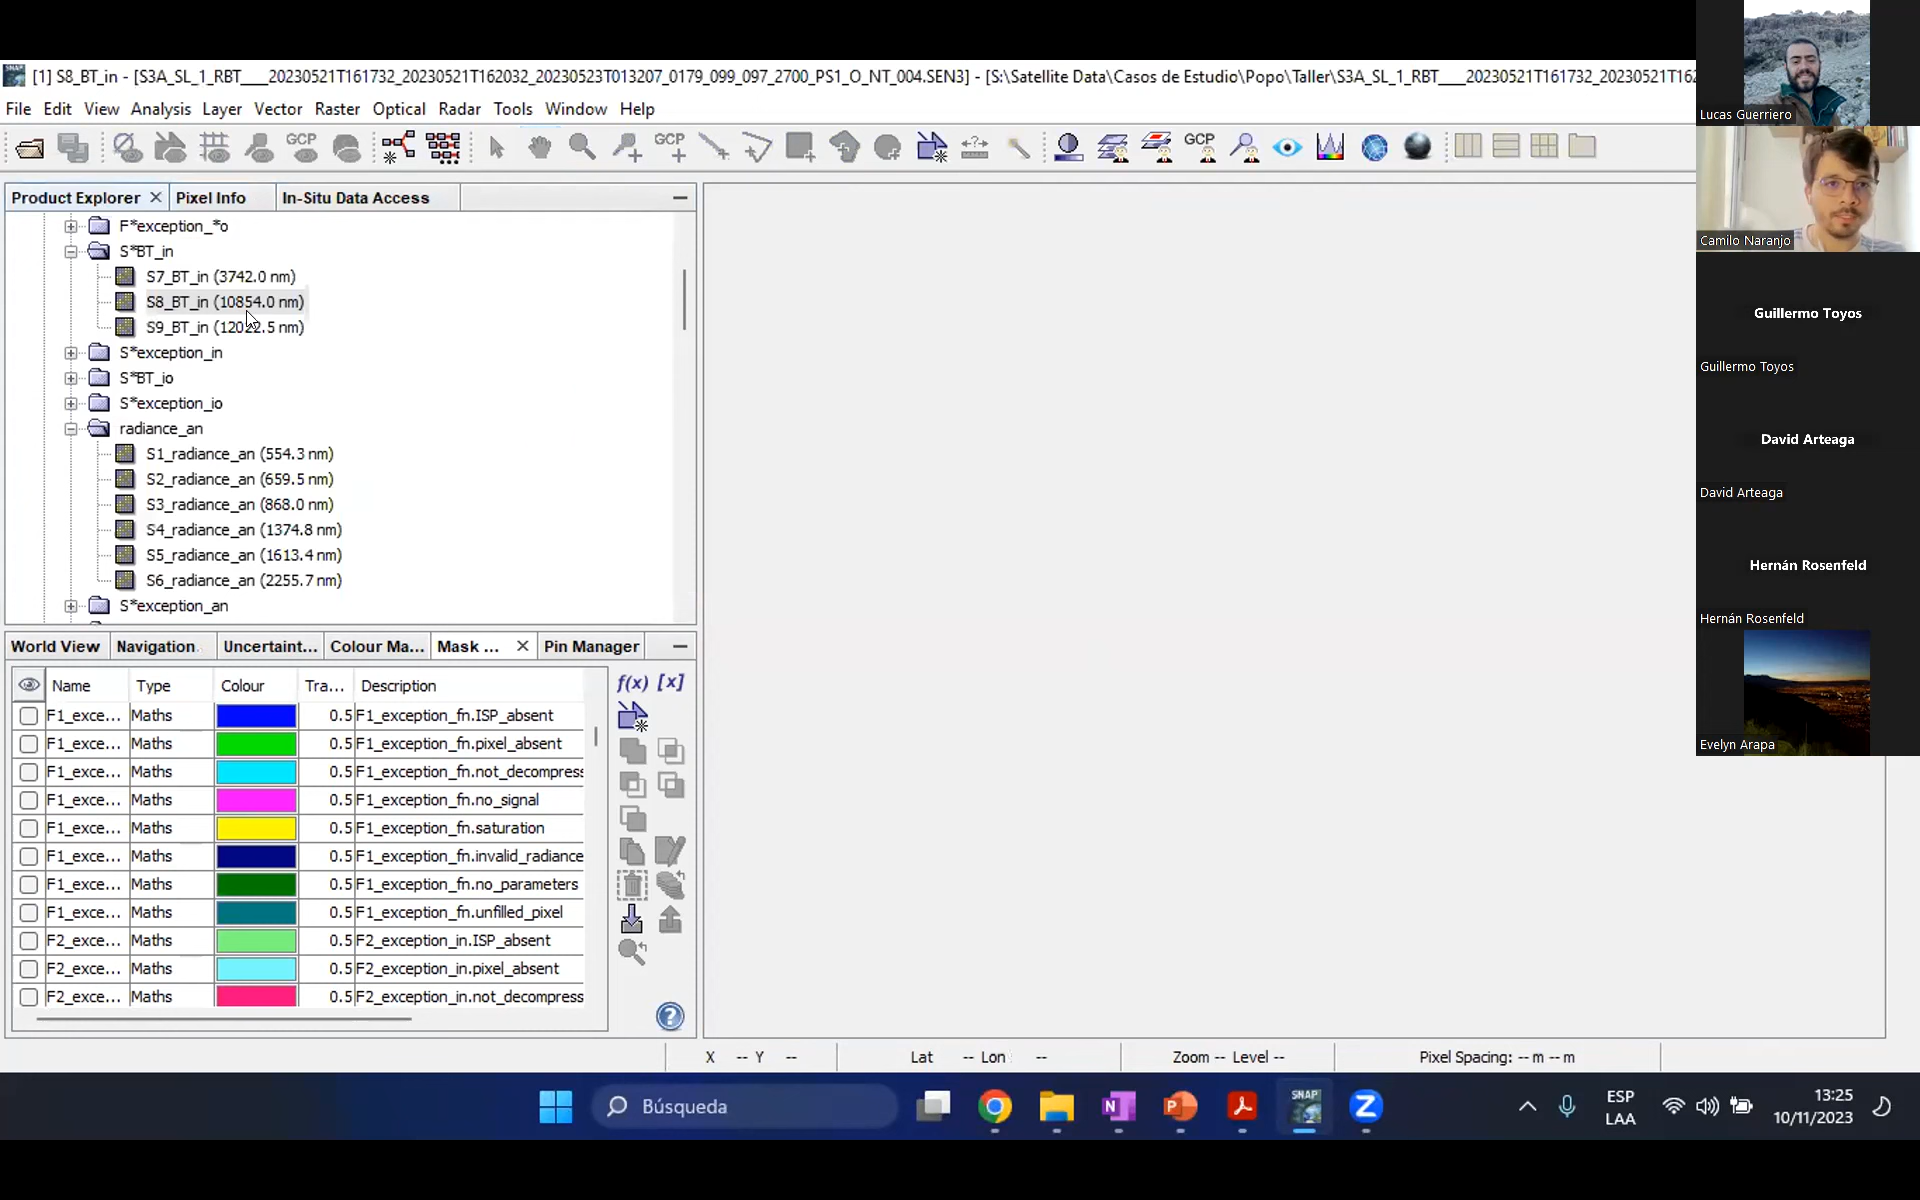 [1] S8_BT_in - [S3A_SL_1_RBT____20230521T161732_20230521T162032_20230523T013207_0179_099_097_2700_PS1_O_NT_004.SEN3] - [S:\Satellite Data\Casos de Estudio\Popo\Taller\S3A_SL_1_RBT____20230521T161732_20230521T162
File Edit View Analysis Layer Vector Raster Optical Radar Tools Window Help
GCP GCP GCP
Product Explorer Pixel Info In-Situ Data Access
F*exception_*o
S*BT_in
S7_BT_in (3742.0 nm)
S8_BT_in (10854.0 nm)
S9_BT_in (12022.5 nm)
S*exception_in
S*BT_io
S*exception_io
radiance_an
S1_radiance_an (554.3 nm)
S2_radiance_an (659.5 nm)
S3_radiance_an (868.0 nm)
S4_radiance_an (1374.8 nm)
S5_radiance_an (1613.4 nm)
S6_radiance_an (2255.7 nm)
S*exception_an
World View Navigation Uncertaint... Colour Ma... Mask ... Pin Manager
Name Type Colour Tra... Description
F1_exce... Maths 0.5 F1_exception_fn.ISP_absent
F1_exce... Maths 0.5 F1_exception_fn.pixel_absent
F1_exce... Maths 0.5 F1_exception_fn.not_decompress
F1_exce... Maths 0.5 F1_exception_fn.no_signal
F1_exce... Maths 0.5 F1_exception_fn.saturation
F1_exce... Maths 0.5 F1_exception_fn.invalid_radiance
F1_exce... Maths 0.5 F1_exception_fn.no_parameters
F1_exce... Maths 0.5 F1_exception_fn.unfilled_pixel
F2_exce... Maths 0.5 F2_exception_in.ISP_absent
F2_exce... Maths 0.5 F2_exception_in.pixel_absent
F2_exce... Maths 0.5 F2_exception_in.not_decompress
f(x) [x]
X -- Y -- Lat -- Lon -- Zoom -- Level -- Pixel Spacing: -- m -- m
Búsqueda
SNAP
ESP
LAA
13:25
10/11/2023
Lucas Guerriero
Camilo Naranjo
Guillermo Toyos
Guillermo Toyos
David Arteaga
David Arteaga
Hernán Rosenfeld
Hernán Rosenfeld
Evelyn Arapa